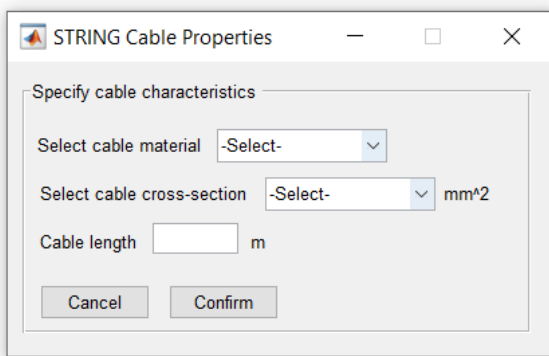 STRING Cable Properties
Specify cable characteristics
Select cable material -Select-
Select cable cross-section -Select- mm^2
Cable length m
Cancel Confirm